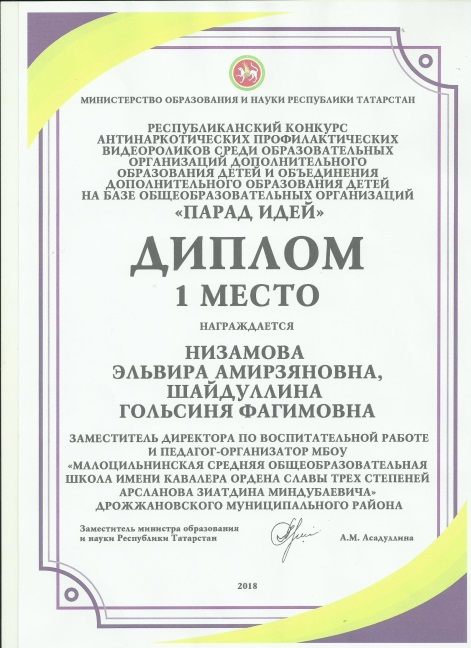 МИНИСТЕРСТВО ОБРАЗОВАНИЯ И НАУКИ РЕСПУБЛИКИ ТАТАРСТАН
РЕСПУБЛИКАНСКИЙ КОНКУРС
АНТИНАРКОТИЧЕСКИХ ПРОФИЛАКТИЧЕСКИХ
ВИДЕОРОЛИКОВ СРЕДИ ОБРАЗОВАТЕЛЬНЫХ
ОРГАНИЗАЦИЙ ДОПОЛНИТЕЛЬНОГО
ОБРАЗОВАНИЯ ДЕТЕЙ И ОБЪЕДИНЕНИЯ
ДОПОЛНИТЕЛЬНОГО ОБРАЗОВАНИЯ ДЕТЕЙ
НА БАЗЕ ОБЩЕОБРАЗОВАТЕЛЬНЫХ ОРГАНИЗАЦИЙ
«ПАРАД ИДЕЙ»
ДИПЛОМ
1 МЕСТО
НАГРАЖДАЕТСЯ
НИЗАМОВА
ЭЛЬВИРА АМИРЗЯНОВНА,
ШАЙДУЛЛИНА
ГОЛЬСИНЯ ФАГИМОВНА
ЗАМЕСТИТЕЛЬ ДИРЕКТОРА ПО ВОСПИТАТЕЛЬНОЙ РАБОТЕ
И ПЕДАГОГ-ОРГАНИЗАТОР МБОУ
«МАЛОЦИЛЬНИНСКАЯ СРЕДНЯЯ ОБЩЕОБРАЗОВАТЕЛЬНАЯ
ШКОЛА ИМЕНИ КАВАЛЕРА ОРДЕНА СЛАВЫ ТРЕХ СТЕПЕНЕЙ
АРСЛАНОВА ЗИАТДИНА МИНДУБАЕВИЧА»
ДРОЖЖАНОВСКОГО МУНИЦИПАЛЬНОГО РАЙОНА
Заместитель министра образования
и науки Республики Татарстан
А.М. Асадуллина
2018